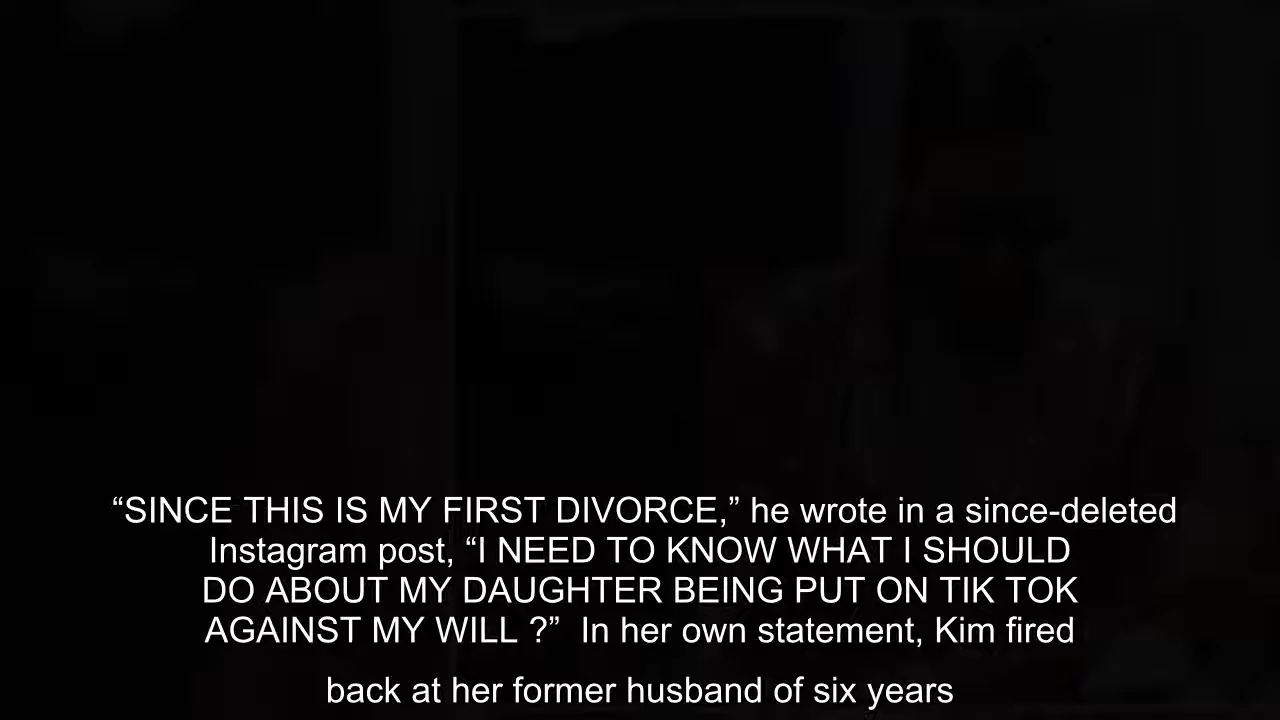 “SINCE THIS IS MY FIRST DIVORCE,” he wrote in a since-deleted
Instagram post, “I NEED TO KNOW WHAT I SHOULD
DO ABOUT MY DAUGHTER BEING PUT ON TIK TOK
AGAINST MY WILL ?”  In her own statement, Kim fired
back at her former husband of six years